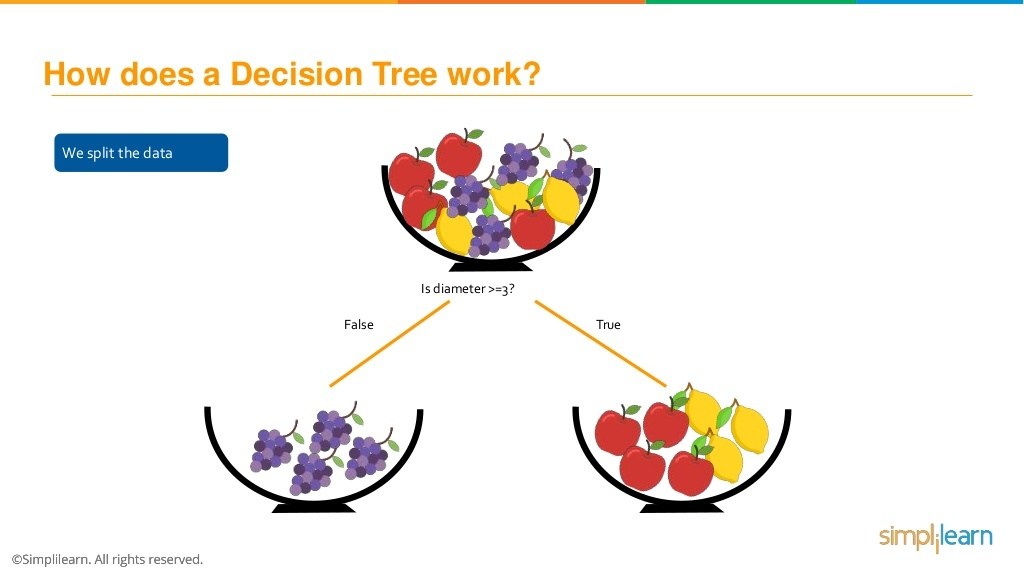 How does a Decision Tree work?
We split the data
Is diameter >=3?
False
True
simplilearn
©Simplilearn. All rights reserved.